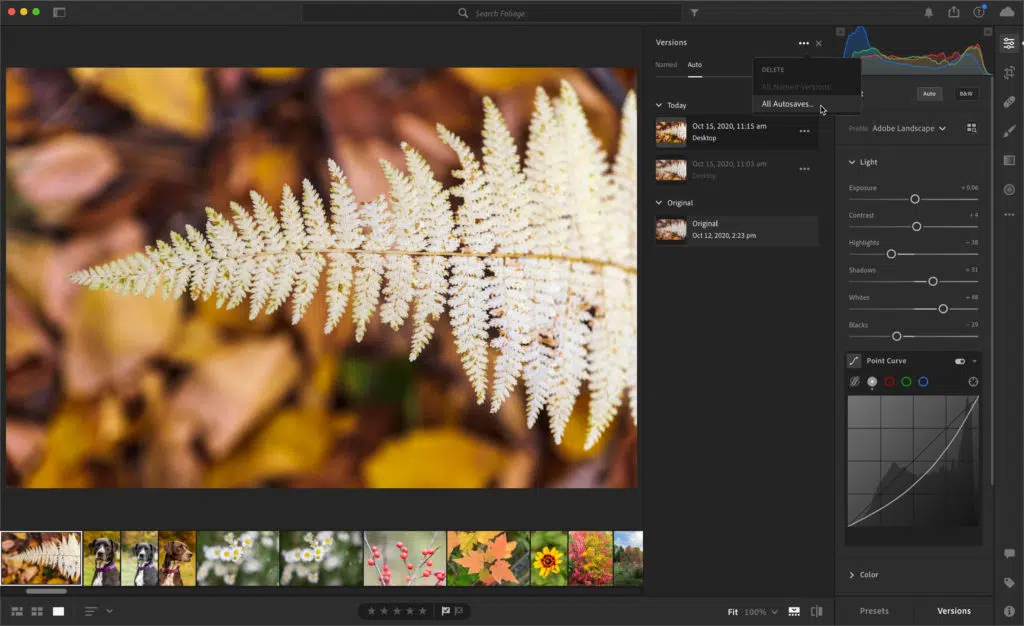 Search Foliage
Versions
Named Auto
DELETE
All Named Versions
All Autosaves...
Today
Oct 15, 2020, 11:15 am
Desktop
Oct 15, 2020, 11:03 am
Desktop
Original
Original
Oct 12, 2020, 2:23 pm
Auto B&W
Profile Adobe Landscape
Light
Exposure + 0.06
Contrast + 4
Highlights − 38
Shadows + 31
Whites + 48
Blacks − 29
Point Curve
Color
Fit 100%
Presets Versions